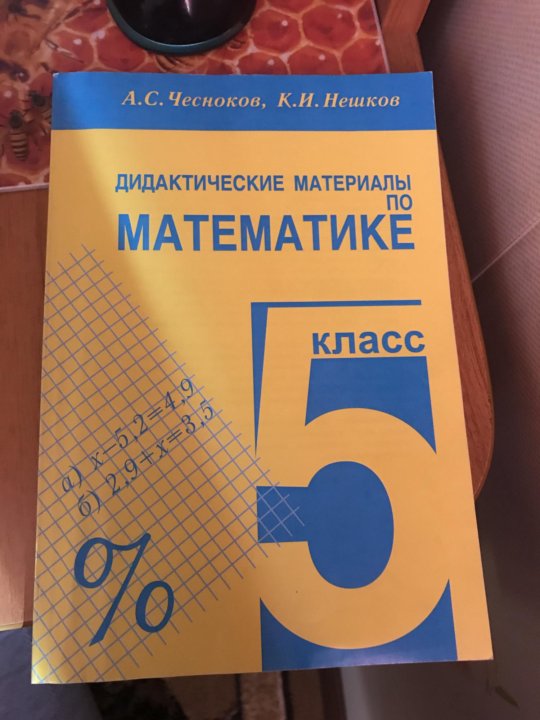 А.С. Чесноков, К.И. Нешков
ДИДАКТИЧЕСКИЕ МАТЕРИАЛЫ
ПО
МАТЕМАТИКЕ
5
класс
а) x−5,2=4,9
б) 2,9+x=3,5
%